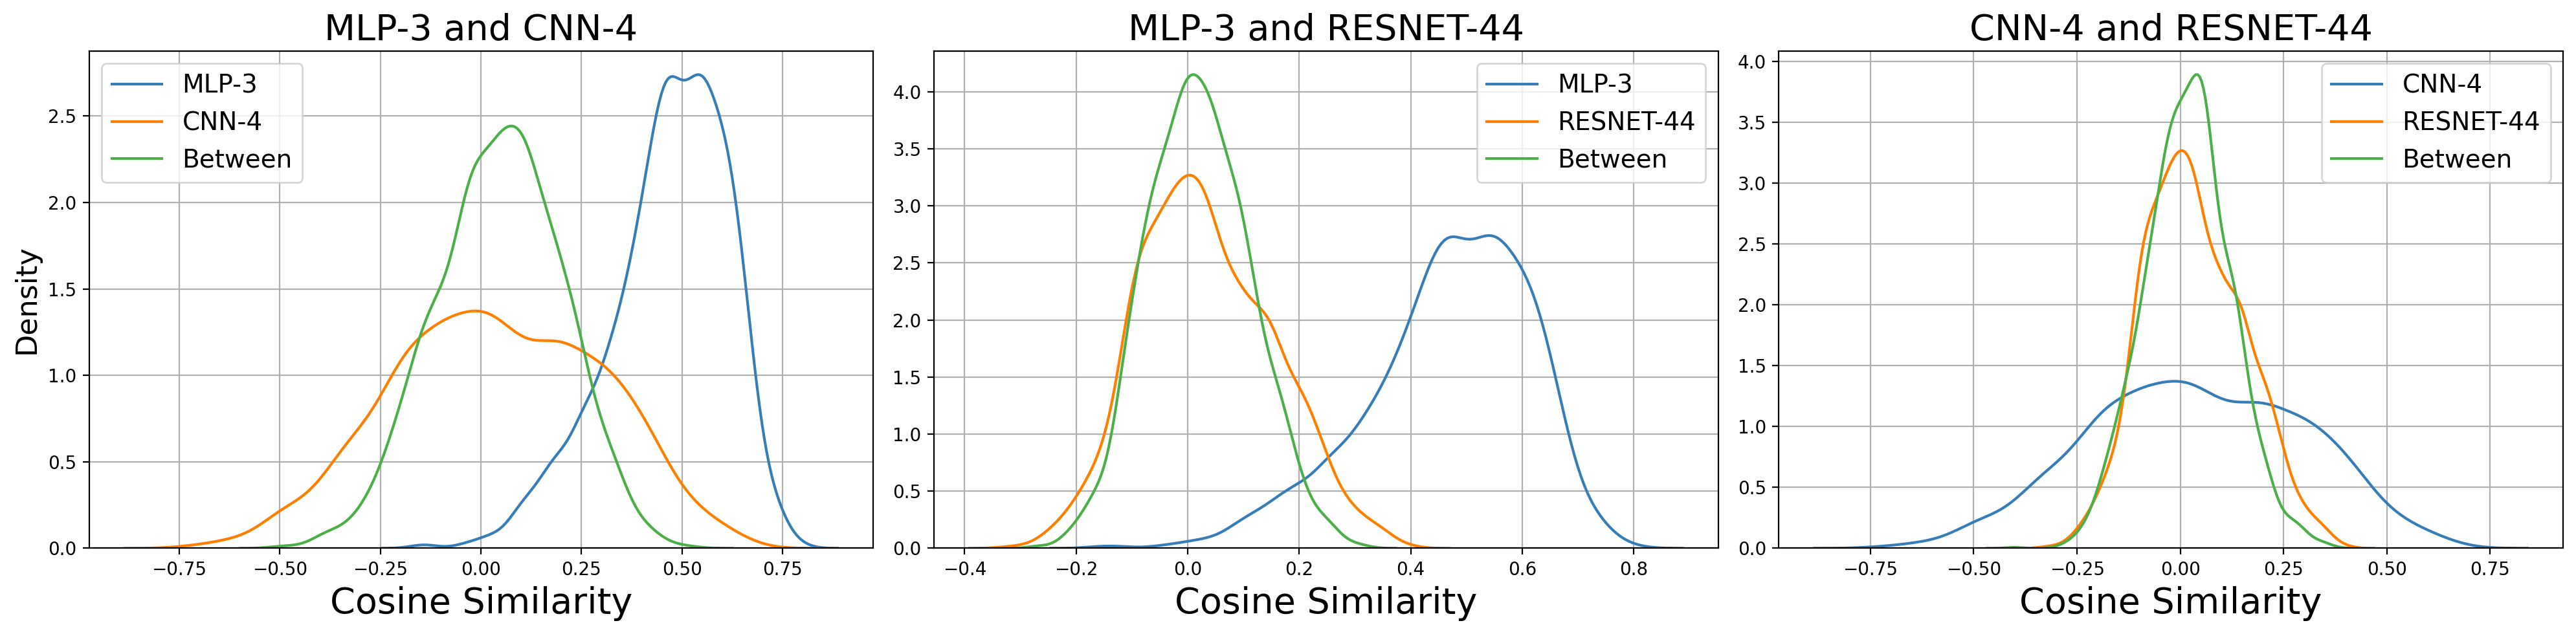 MLP-3 and CNN-4
MLP-3
CNN-4
Between
Density
2.5
2.0
1.5
1.0
0.5
0.0
−0.75 −0.50 −0.25 0.00 0.25 0.50 0.75
Cosine Similarity
MLP-3 and RESNET-44
MLP-3
RESNET-44
Between
4.0
3.5
3.0
2.5
2.0
1.5
1.0
0.5
0.0
−0.4 −0.2 0.0 0.2 0.4 0.6 0.8
Cosine Similarity
CNN-4 and RESNET-44
CNN-4
RESNET-44
Between
4.0
3.5
3.0
2.5
2.0
1.5
1.0
0.5
0.0
−0.75 −0.50 −0.25 0.00 0.25 0.50 0.75
Cosine Similarity